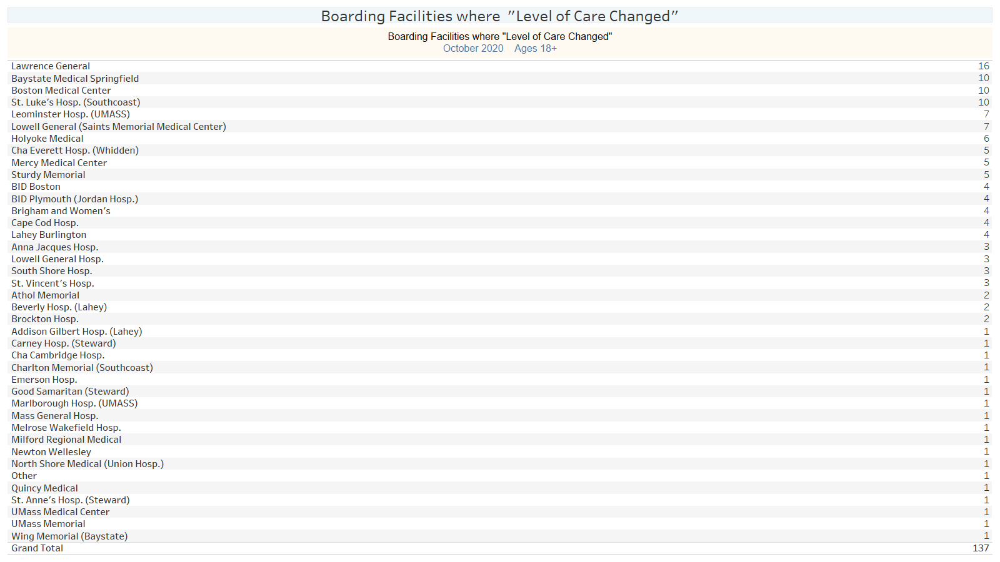 Boarding Facilities where "Level of Care Changed"
Boarding Facilities where "Level of Care Changed"
October 2020 Ages 18+
Lawrence General 16
Baystate Medical Springfield 10
Boston Medical Center 10
St. Luke's Hosp. (Southcoast) 10
Leominster Hosp. (UMASS) 7
Lowell General (Saints Memorial Medical Center) 7
Holyoke Medical 6
Cha Everett Hosp. (Whidden) 5
Mercy Medical Center 5
Sturdy Memorial 5
BID Boston 4
BID Plymouth (Jordan Hosp.) 4
Brigham and Women's 4
Cape Cod Hosp. 4
Lahey Burlington 4
Anna Jacques Hosp. 3
Lowell General Hosp. 3
South Shore Hosp. 3
St. Vincent's Hosp. 3
Athol Memorial 2
Beverly Hosp. (Lahey) 2
Brockton Hosp. 2
Addison Gilbert Hosp. (Lahey) 1
Carney Hosp. (Steward) 1
Cha Cambridge Hosp. 1
Charlton Memorial (Southcoast) 1
Emerson Hosp. 1
Good Samaritan (Steward) 1
Marlborough Hosp. (UMASS) 1
Mass General Hosp. 1
Melrose Wakefield Hosp. 1
Milford Regional Medical 1
Newton Wellesley 1
North Shore Medical (Union Hosp.) 1
Other 1
Quincy Medical 1
St. Anne's Hosp. (Steward) 1
UMass Medical Center 1
UMass Memorial 1
Wing Memorial (Baystate) 1
Grand Total 137